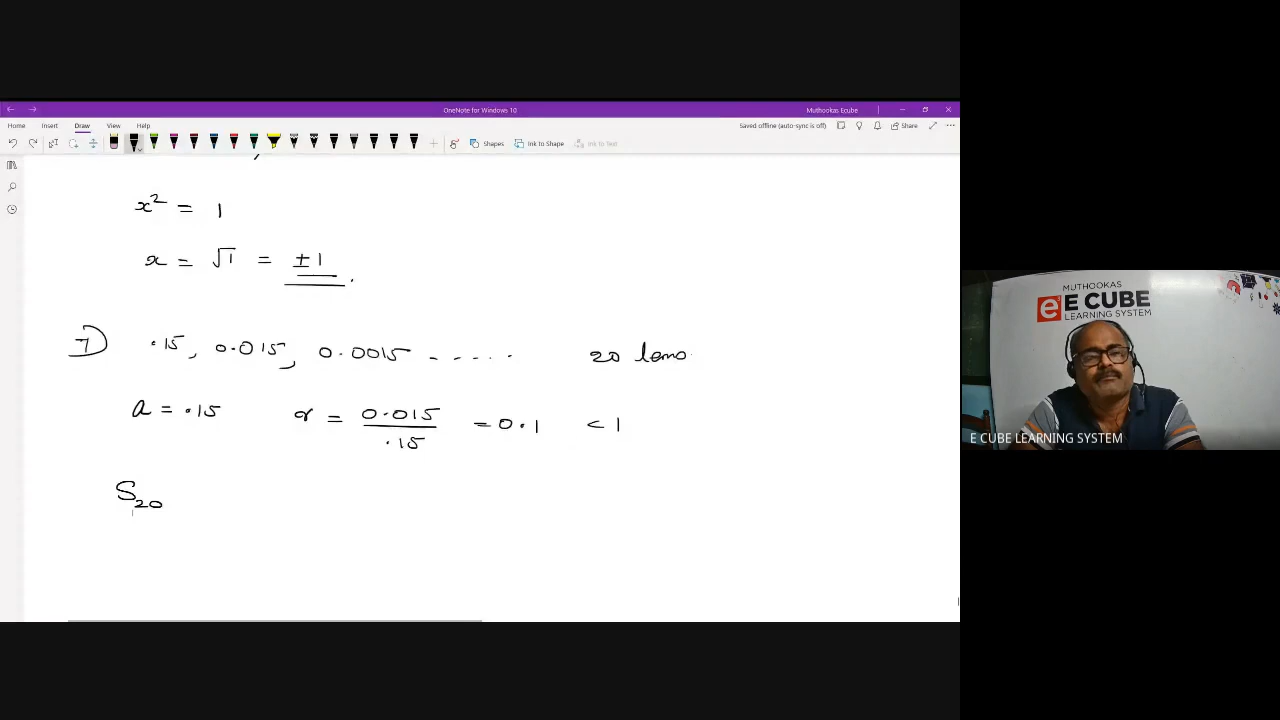 OneNote for Windows 10
Muthookas Ecube
Home Insert Draw View Help
Saved offline (auto-sync is off)
Share
Shapes
Ink to Shape
Ink to Text
x² = 1
x = √1 = ±1.
7) .15, 0.015, 0.0015 ....... 20
a = .15 r = 0.015 / .15 = 0.1 < 1
S₂₀
MUTHOOKAS
e E CUBE
LEARNING SYSTEM
E CUBE LEARNING SYSTEM